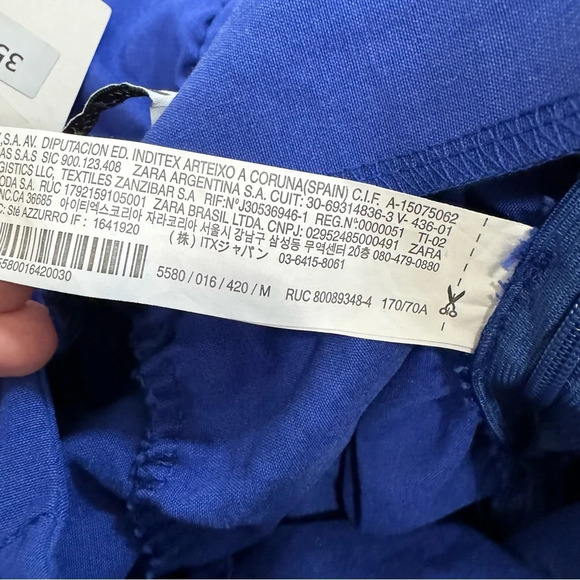 35
S.A. AV. DIPUTACION ED. INDITEX ARTEIXO A CORUNA(SPAIN) C.I.F. A-15075062
AS S.A.S SIC 900.123.408 ZARA ARGENTINA S.A. CUIT: 30-69314836-3 V- 436-01
GISTICS LLC, TEXTILES ZANZIBAR S.A RIF:NºJ30536946-1 REG.Nº0000051 TI-02
ODA S.A. RUC 1792159105001 ZARA BRASIL LTDA. CNPJ: 02952485000491 ZARA
INC.CA 36685 아이티엑스코리아 자라코리아 서울시 강남구 삼성동 무역센터 20층 080-479-0880
: Sté AZZURRO IF : 1641920 (株) ITXジャパン 03-6415-8061
5580016420030 5580/016/420/M RUC 80089348-4 170/70A